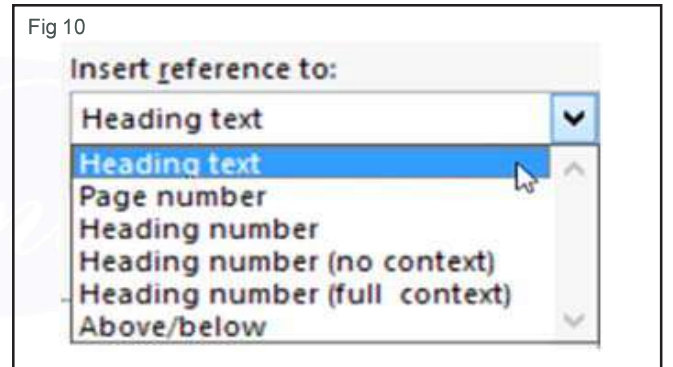 Fig 10
Insert reference to:
Heading text
Heading text
Page number
Heading number
Heading number (no context)
Heading number (full context)
Above/below